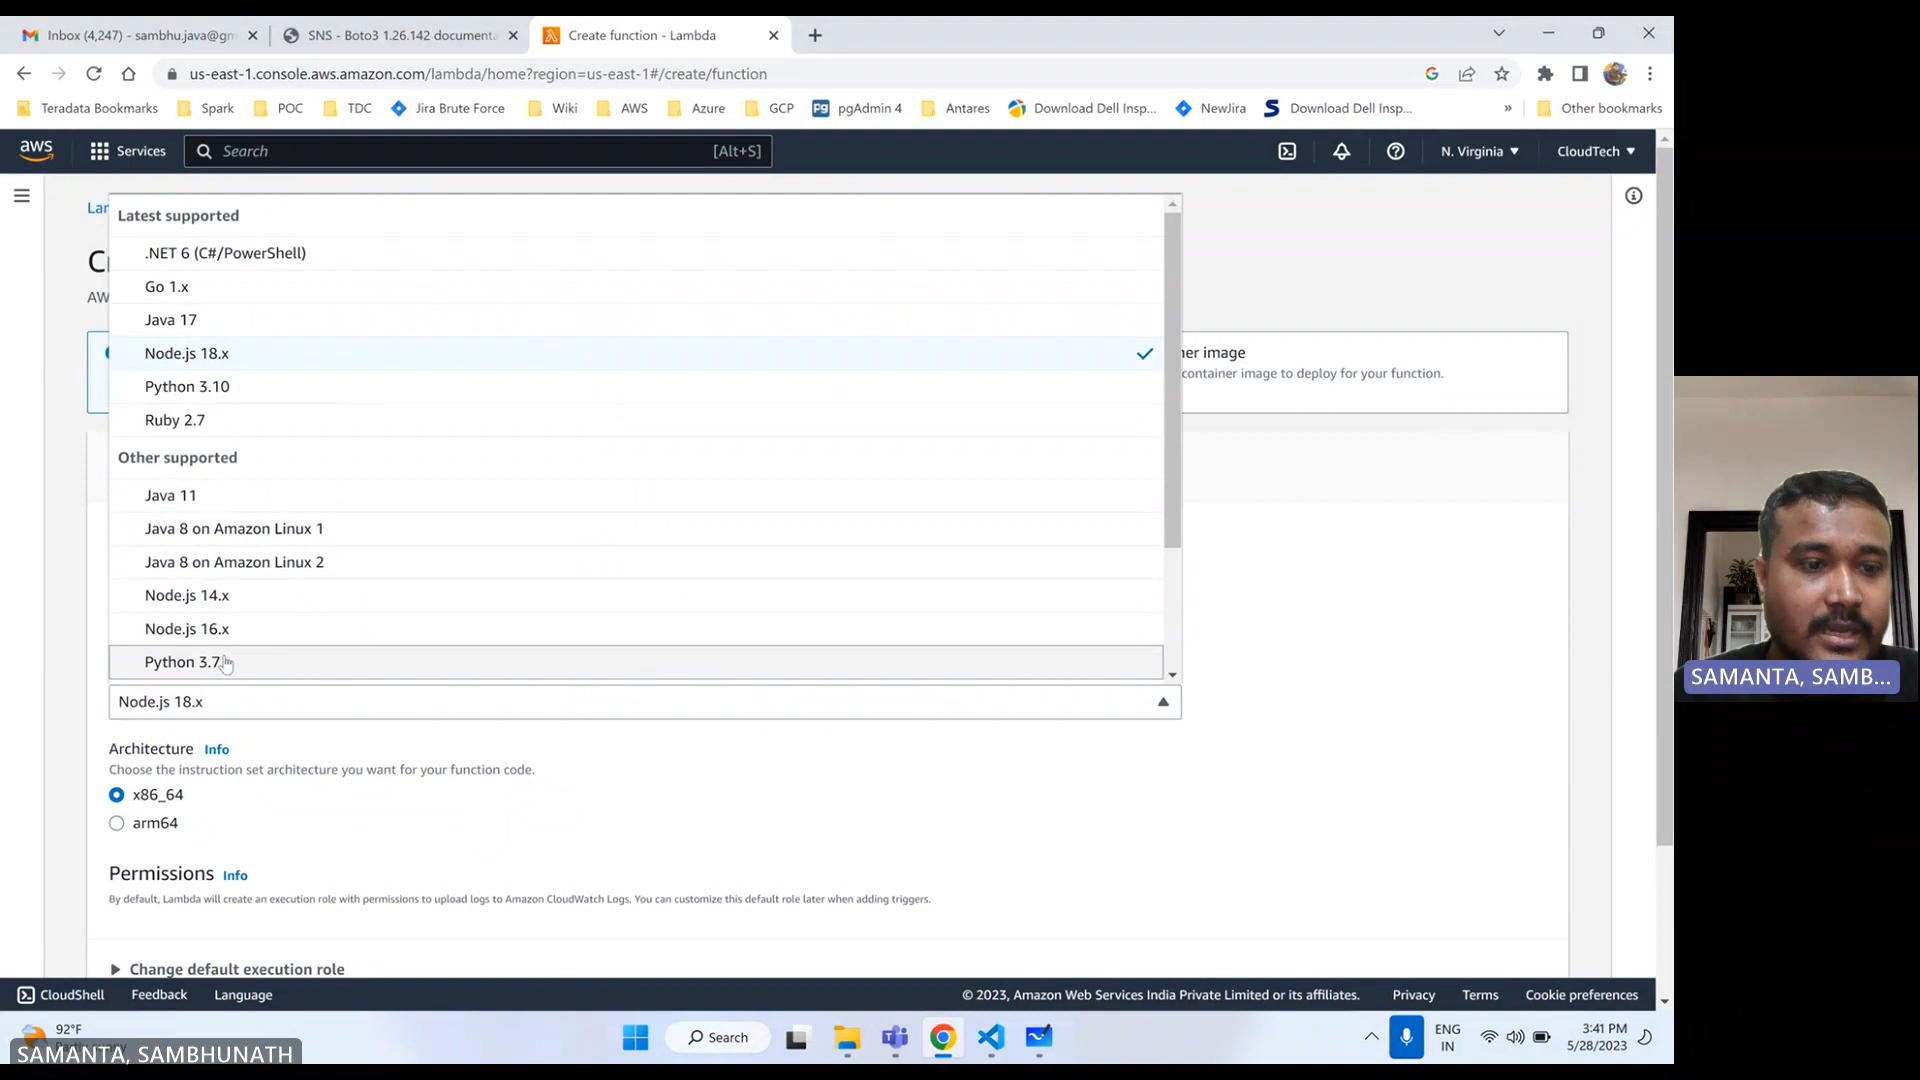 Inbox (4,247) - sambhu.java@gm
SNS - Boto3 1.26.142 documenta
Create function - Lambda
us-east-1.console.aws.amazon.com/lambda/home?region=us-east-1#/create/function
Teradata Bookmarks
Spark
POC
TDC
Jira Brute Force
Wiki
AWS
Azure
GCP
pgAdmin 4
Antares
Download Dell Insp...
NewJira
Download Dell Insp...
»
Other bookmarks
aws
Services
Search
[Alt+S]
N. Virginia
CloudTech
Lar
Latest supported
.NET 6 (C#/PowerShell)
Go 1.x
Java 17
Node.js 18.x
Python 3.10
Ruby 2.7
Other supported
Java 11
Java 8 on Amazon Linux 1
Java 8 on Amazon Linux 2
Node.js 14.x
Node.js 16.x
Python 3.7
AW
ner image
container image to deploy for your function.
Node.js 18.x
Architecture Info
Choose the instruction set architecture you want for your function code.
x86_64
arm64
Permissions Info
By default, Lambda will create an execution role with permissions to upload logs to Amazon CloudWatch Logs. You can customize this default role later when adding triggers.
Change default execution role
CloudShell
Feedback
Language
© 2023, Amazon Web Services India Private Limited or its affiliates.
Privacy
Terms
Cookie preferences
92°F
Search
ENG
IN
3:41 PM
5/28/2023
SAMANTA, SAMBHUNATH
SAMANTA, SAMB...